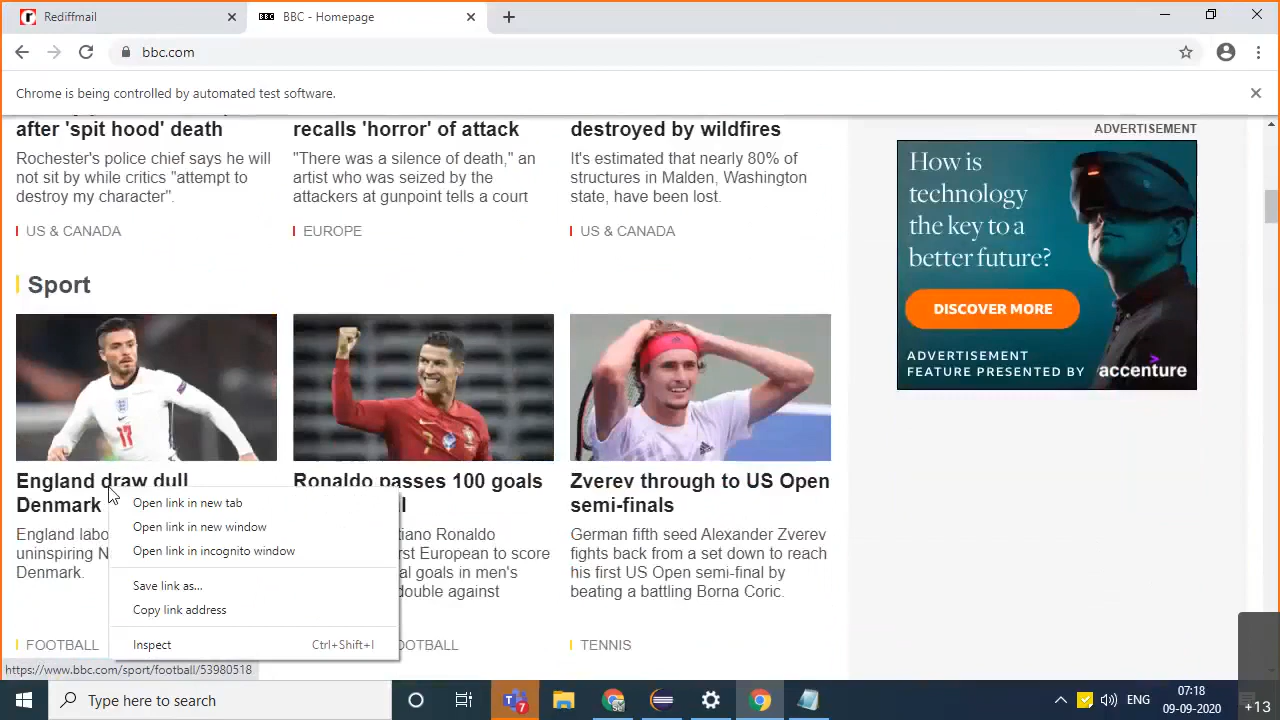 Rediffmail
BBC - Homepage
bbc.com
Chrome is being controlled by automated test software.
after 'spit hood' death
Rochester's police chief says he will
not sit by while critics "attempt to
destroy my character".
US & CANADA
recalls 'horror' of attack
"There was a silence of death," an
artist who was seized by the
attackers at gunpoint tells a court
EUROPE
destroyed by wildfires
It's estimated that nearly 80% of
structures in Malden, Washington
state, have been lost.
US & CANADA
ADVERTISEMENT
How is
technology
the key to a
better future?
DISCOVER MORE
ADVERTISEMENT
FEATURE PRESENTED BY accenture
Sport
17
7
England draw dull
Denmark
England labo
uninspiring N
Denmark.
FOOTBALL
Ronaldo passes 100 goals
l
tiano Ronaldo
rst European to score
al goals in men's
double against
OOTBALL
Zverev through to US Open
semi-finals
German fifth seed Alexander Zverev
fights back from a set down to reach
his first US Open semi-final by
beating a battling Borna Coric.
TENNIS
Open link in new tab
Open link in new window
Open link in incognito window
Save link as...
Copy link address
Inspect Ctrl+Shift+I
https://www.bbc.com/sport/football/53980518
Type here to search
7
ENG
07:18
09-09-2020
+13